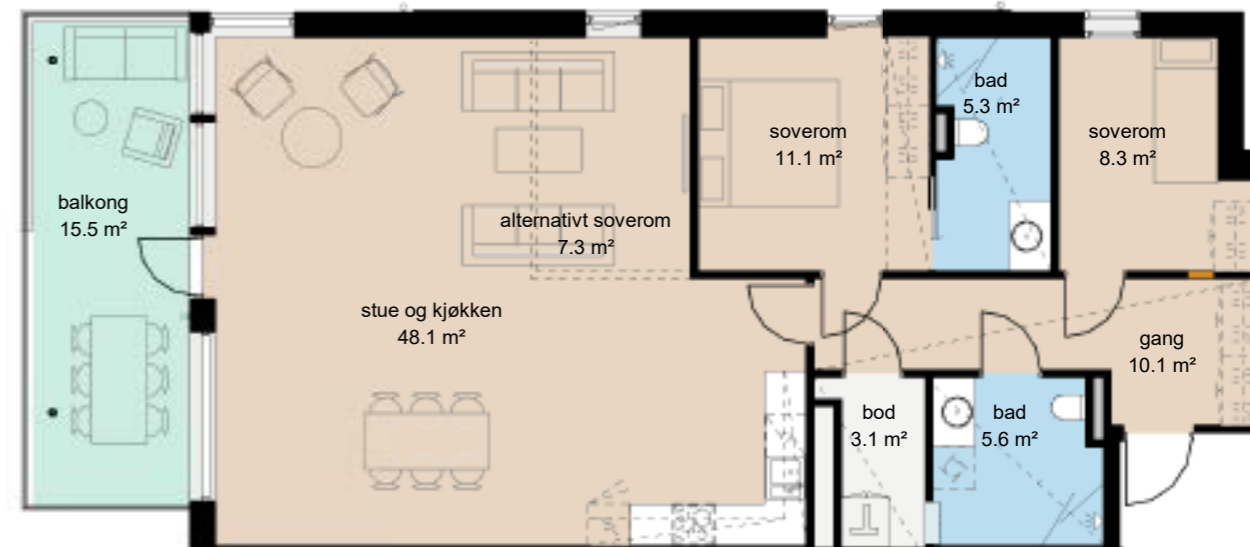 balkong
15.5 m²
alternativt soverom
7.3 m²
stue og kjøkken
48.1 m²
soverom
11.1 m²
bad
5.3 m²
soverom
8.3 m²
gang
10.1 m²
bod
3.1 m²
bad
5.6 m²